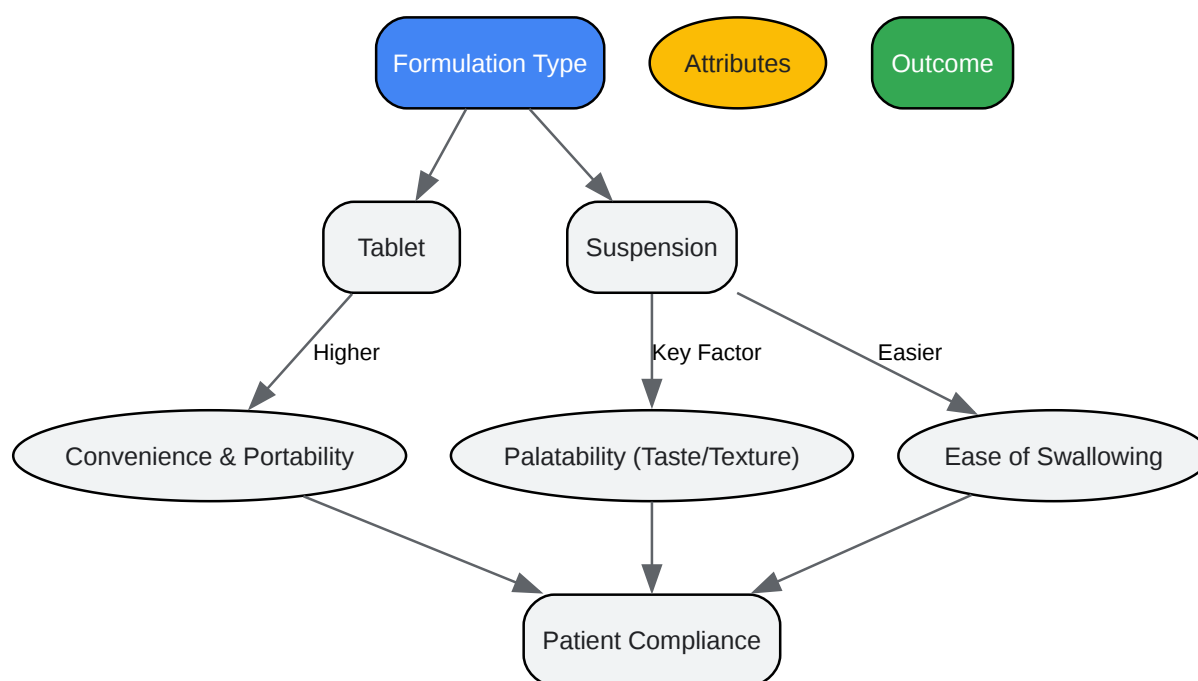 Formulation Type
Attributes
Outcome
Tablet
Suspension
Higher
Key Factor
Easier
Convenience & Portability
Palatability (Taste/Texture)
Ease of Swallowing
Patient Compliance